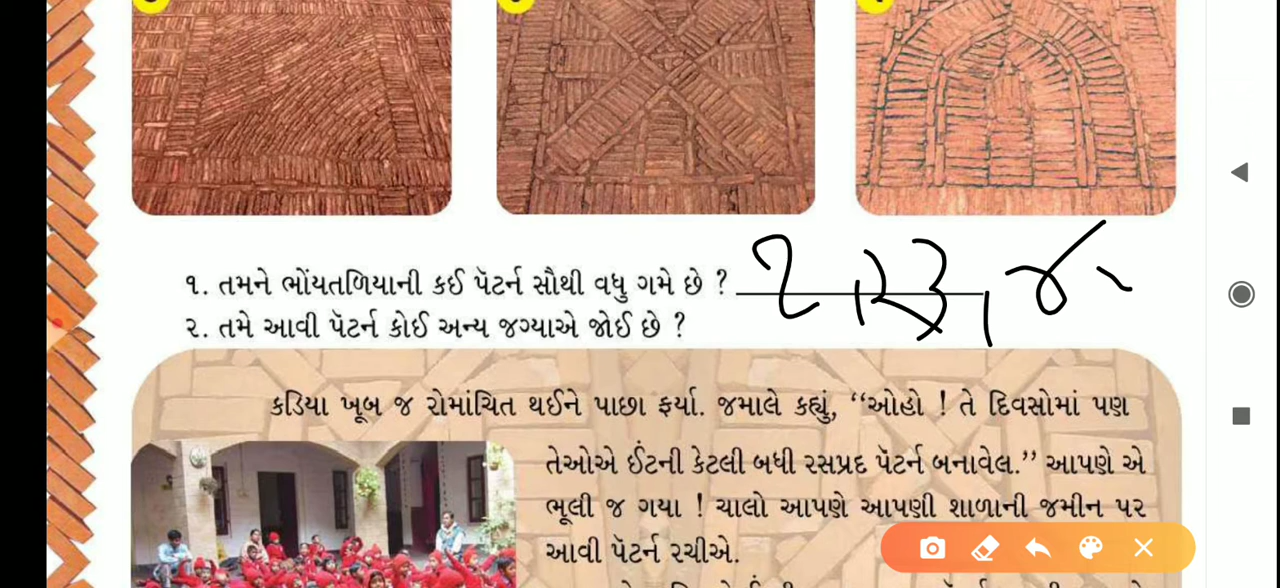 ૧. તમને ભોંયતળિયાની કઈ પૅટર્ન સૌથી વધુ ગમે છે ?
૨. તમે આવી પૅટર્ન કોઈ અન્ય જગ્યાએ જોઈ છે ?
કડિયા ખૂબ જ રોમાંચિત થઈને પાછા ફર્યા. જમાલે કહ્યું, ‘‘ઓહો ! તે દિવસોમાં પણ
તેઓએ ઈંટની કેટલી બધી રસપ્રદ પૅટર્ન બનાવેલ.’’ આપણે એ
ભૂલી જ ગયા ! ચાલો આપણે આપણી શાળાની જમીન પર
આવી પૅટર્ન રચીએ.